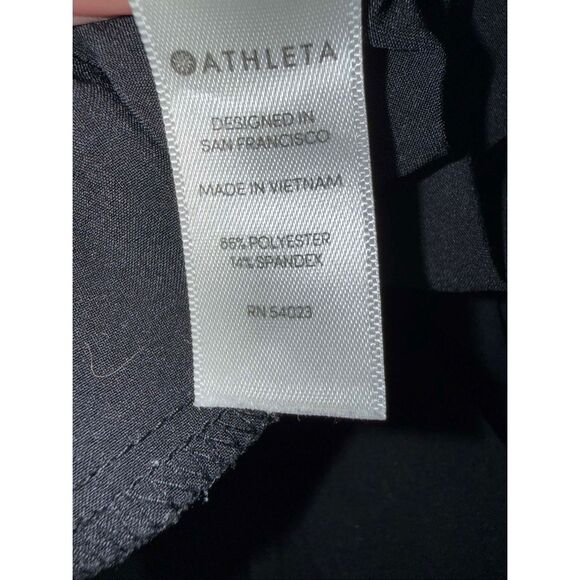 ATHLETA
DESIGNED IN
SAN FRANCISCO
MADE IN VIETNAM
86% POLYESTER
14% SPANDEX
RN 54023